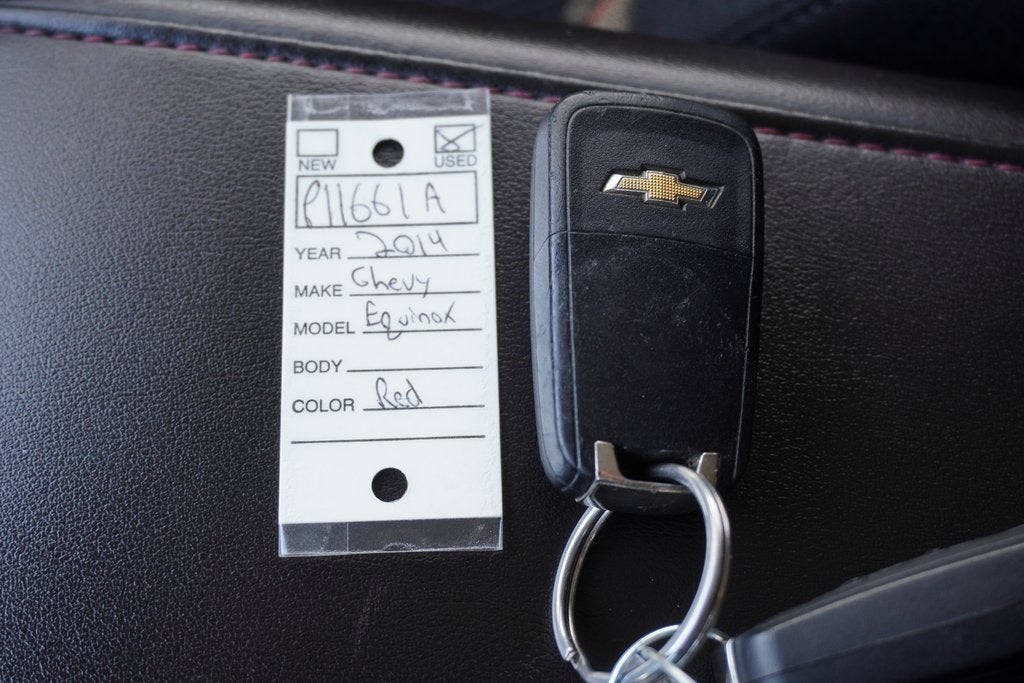 NEW USED
P11661A
YEAR 2014
MAKE Chevy
MODEL Equinox
BODY
COLOR Red